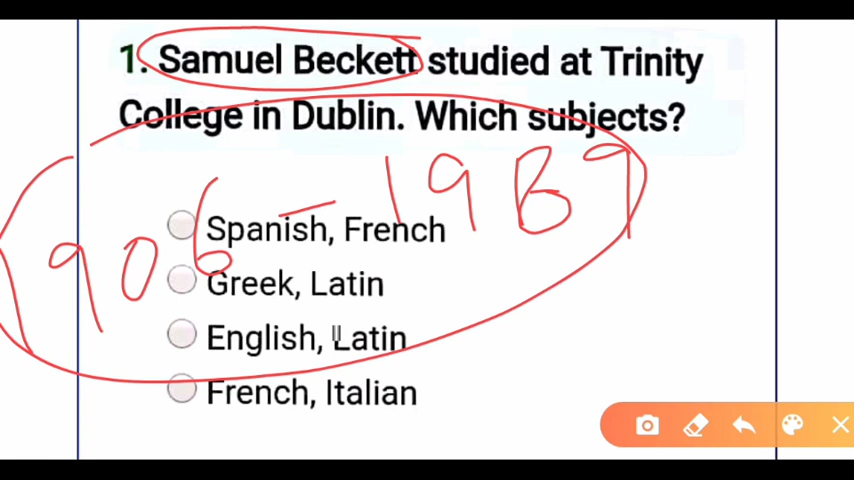 1. Samuel Beckett studied at Trinity
College in Dublin. Which subjects?
1906 - 1989
Spanish, French
Greek, Latin
English, Latin
French, Italian